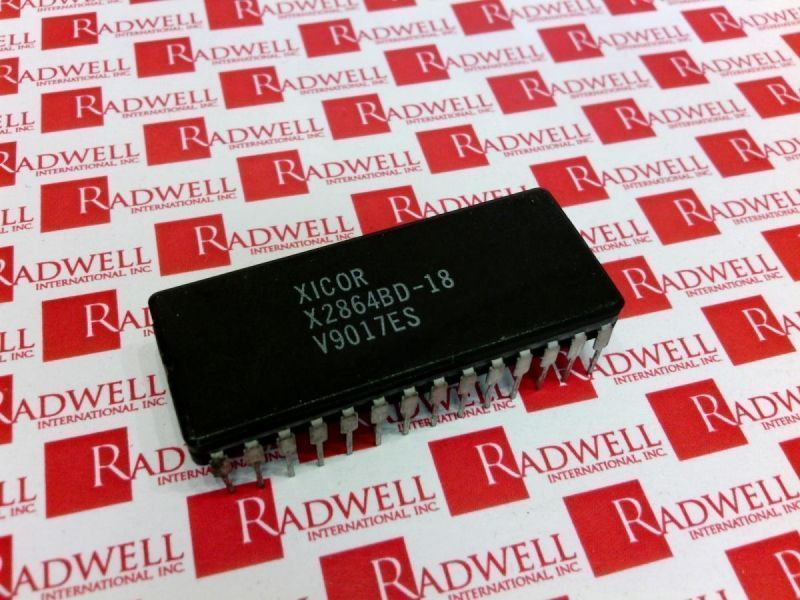 XICOR
X2864BD-18
V9017ES
RADWELL
INTERNATIONAL, INC.